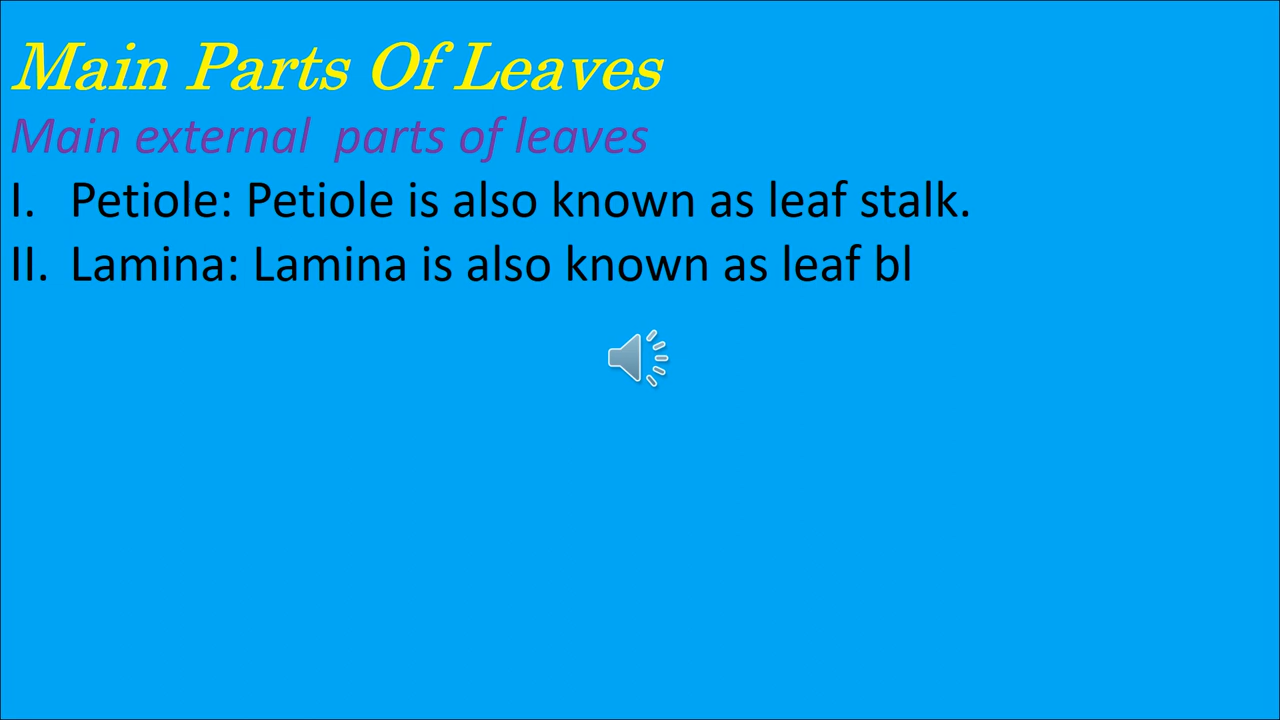 Main Parts Of Leaves
Main external  parts of leaves
I. Petiole: Petiole is also known as leaf stalk.
II. Lamina: Lamina is also known as leaf bl